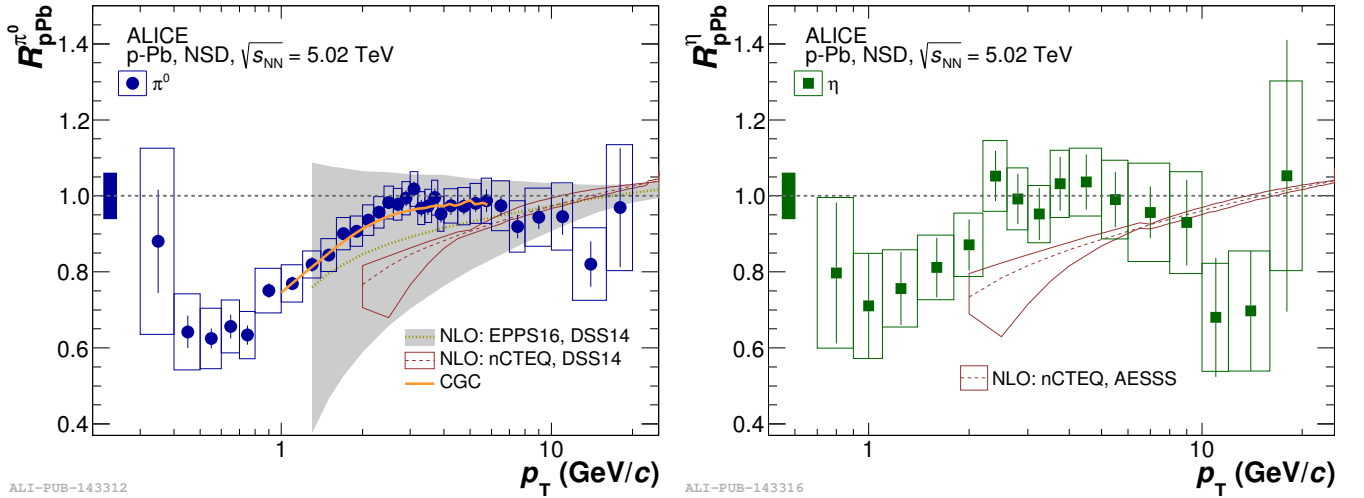 R^{π⁰}_{pPb}
ALICE
p-Pb, NSD, √s_NN = 5.02 TeV
π⁰
1.4
1.2
1.0
0.8
0.6
0.4
NLO: EPPS16, DSS14
NLO: nCTEQ, DSS14
CGC
1
10
p_T (GeV/c)
ALI-PUB-143312
R^{η}_{pPb}
ALICE
p-Pb, NSD, √s_NN = 5.02 TeV
η
1.4
1.2
1.0
0.8
0.6
0.4
NLO: nCTEQ, AESSS
1
10
p_T (GeV/c)
ALI-PUB-143316